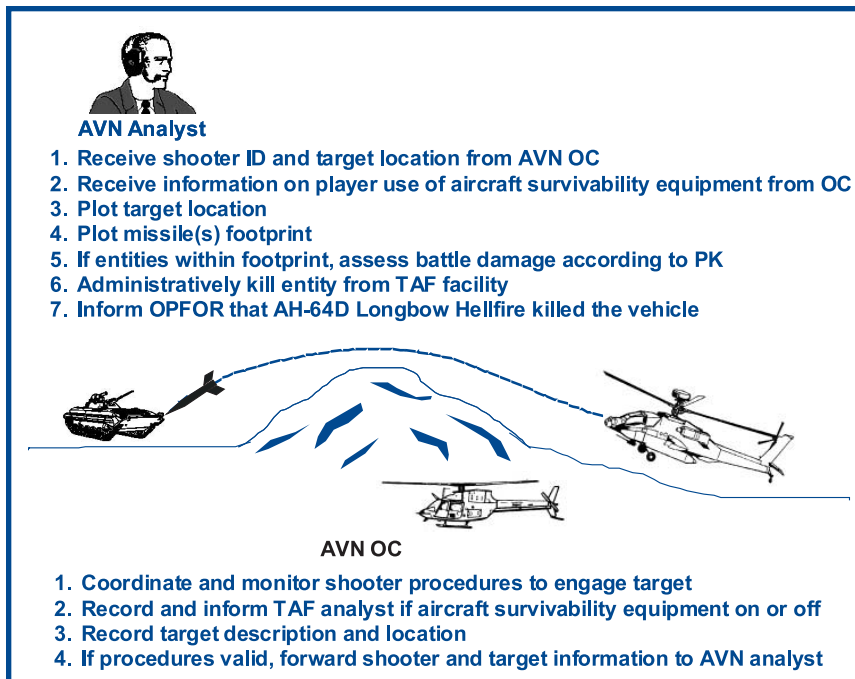 AVN Analyst
1. Receive shooter ID and target location from AVN OC
2. Receive information on player use of aircraft survivability equipment from OC
3. Plot target location
4. Plot missile(s) footprint
5. If entities within footprint, assess battle damage according to PK
6. Administratively kill entity from TAF facility
7. Inform OPFOR that AH-64D Longbow Hellfire killed the vehicle
AVN OC
1. Coordinate and monitor shooter procedures to engage target
2. Record and inform TAF analyst if aircraft survivability equipment on or off
3. Record target description and location
4. If procedures valid, forward shooter and target information to AVN analyst